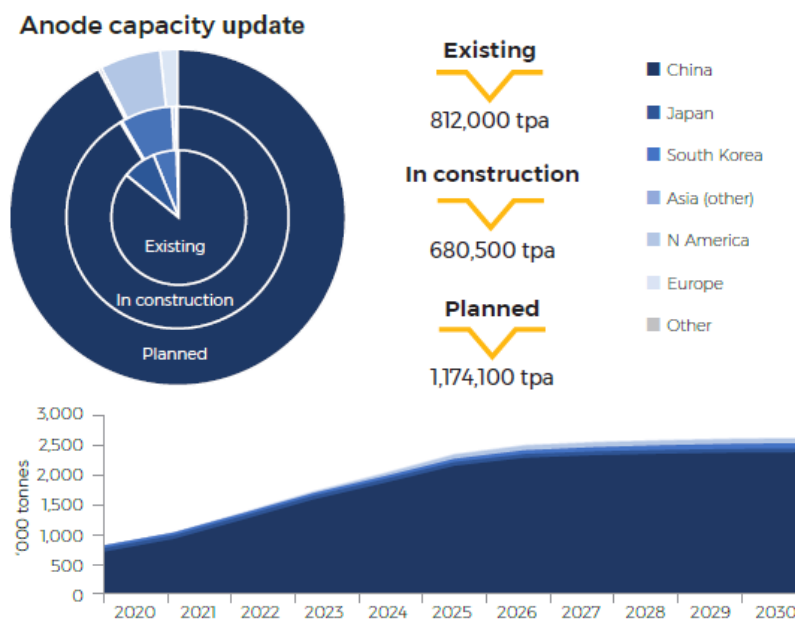 Anode capacity update
Existing
In construction
Planned
Existing
812,000 tpa
In construction
680,500 tpa
Planned
1,174,100 tpa
China
Japan
South Korea
Asia (other)
N America
Europe
Other
'000 tonnes
3,000
2,500
2,000
1,500
1,000
500
0
2020 2021 2022 2023 2024 2025 2026 2027 2028 2029 2030